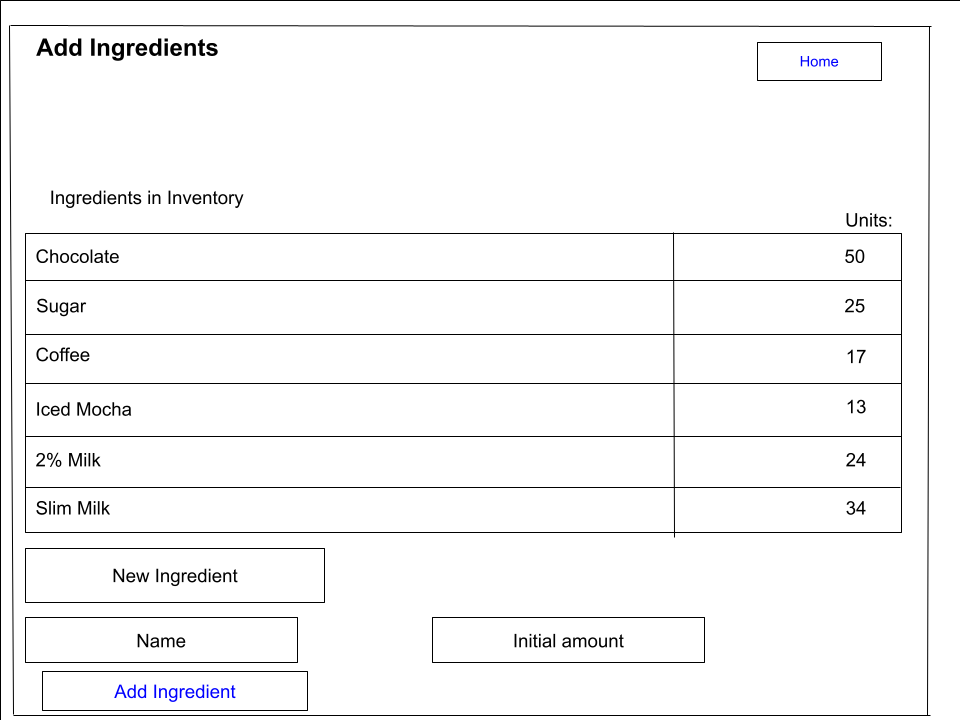 Add Ingredients
Home
Ingredients in Inventory
Units:
Chocolate 50
Sugar 25
Coffee 17
Iced Mocha 13
2% Milk 24
Slim Milk 34
New Ingredient
Name Initial amount
Add Ingredient